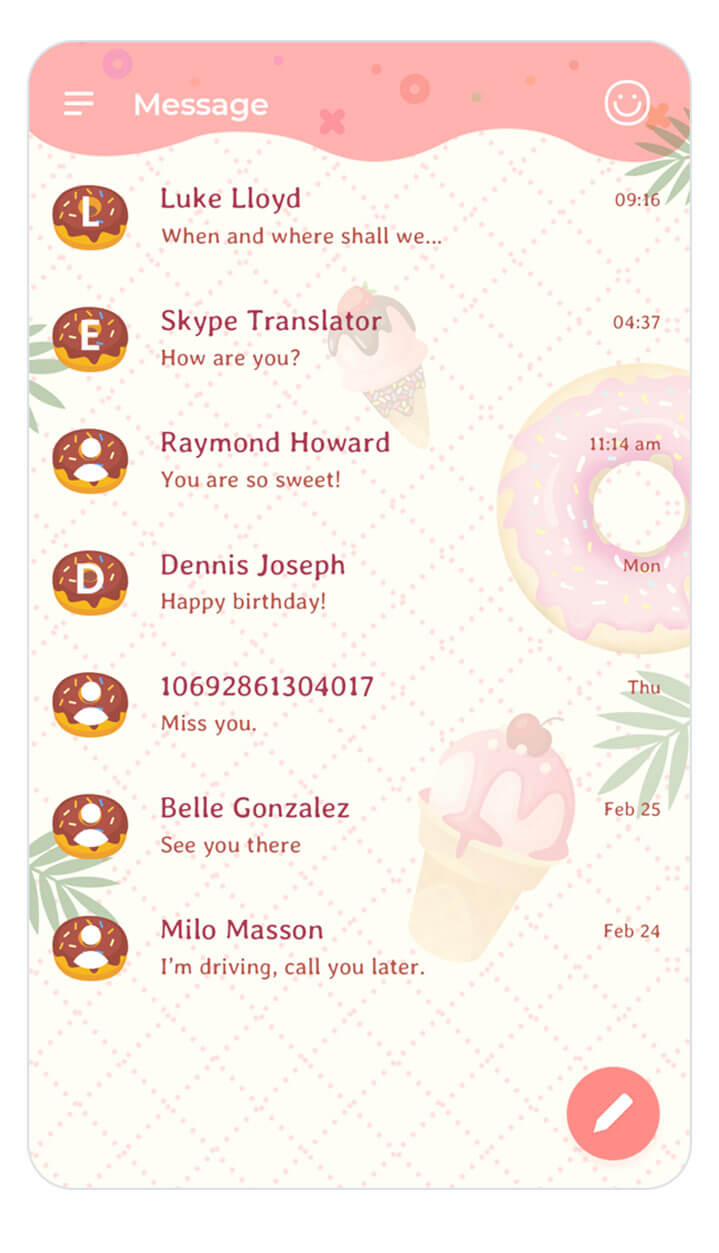 Message
L
Luke Lloyd
09:16
When and where shall we...
E
Skype Translator
04:37
How are you?
Raymond Howard
11:14 am
You are so sweet!
D
Dennis Joseph
Mon
Happy birthday!
10692861304017
Thu
Miss you.
Belle Gonzalez
Feb 25
See you there
Milo Masson
Feb 24
I'm driving, call you later.